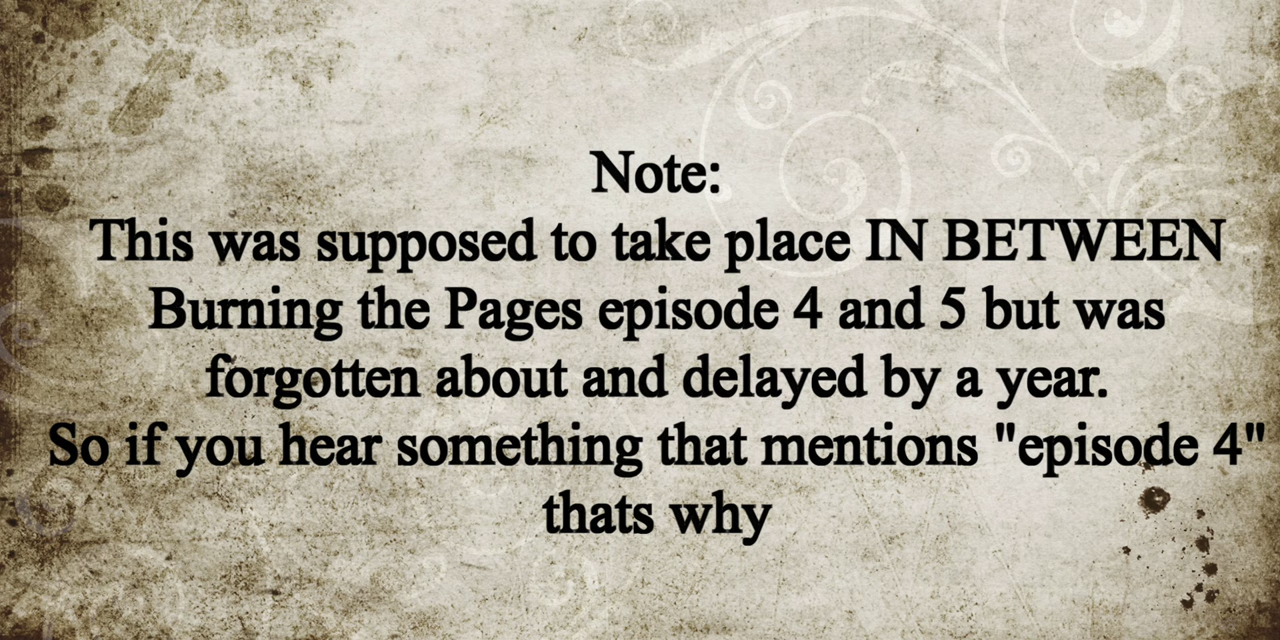 Note:
This was supposed to take place IN BETWEEN
Burning the Pages episode 4 and 5 but was
forgotten about and delayed by a year.
So if you hear something that mentions "episode 4"
thats why